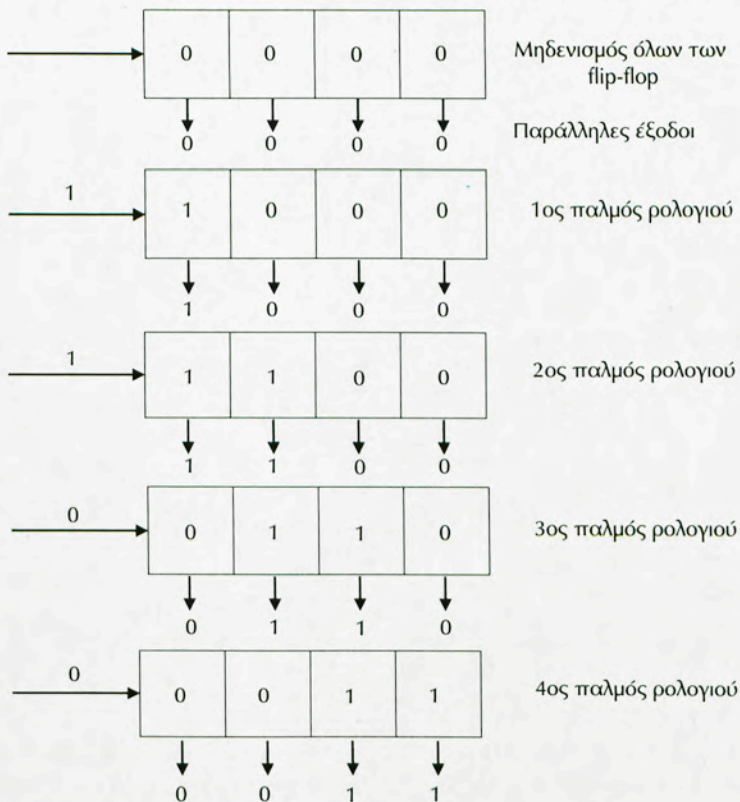 0 0 0 0 Μηδενισμός όλων των
flip-flop
0 0 0 0 Παράλληλες έξοδοι
1
1 0 0 0 1ος παλμός ρολογιού
1 0 0 0
1
1 1 0 0 2ος παλμός ρολογιού
1 1 0 0
0
0 1 1 0 3ος παλμός ρολογιού
0 1 1 0
0
0 0 1 1 4ος παλμός ρολογιού
0 0 1 1